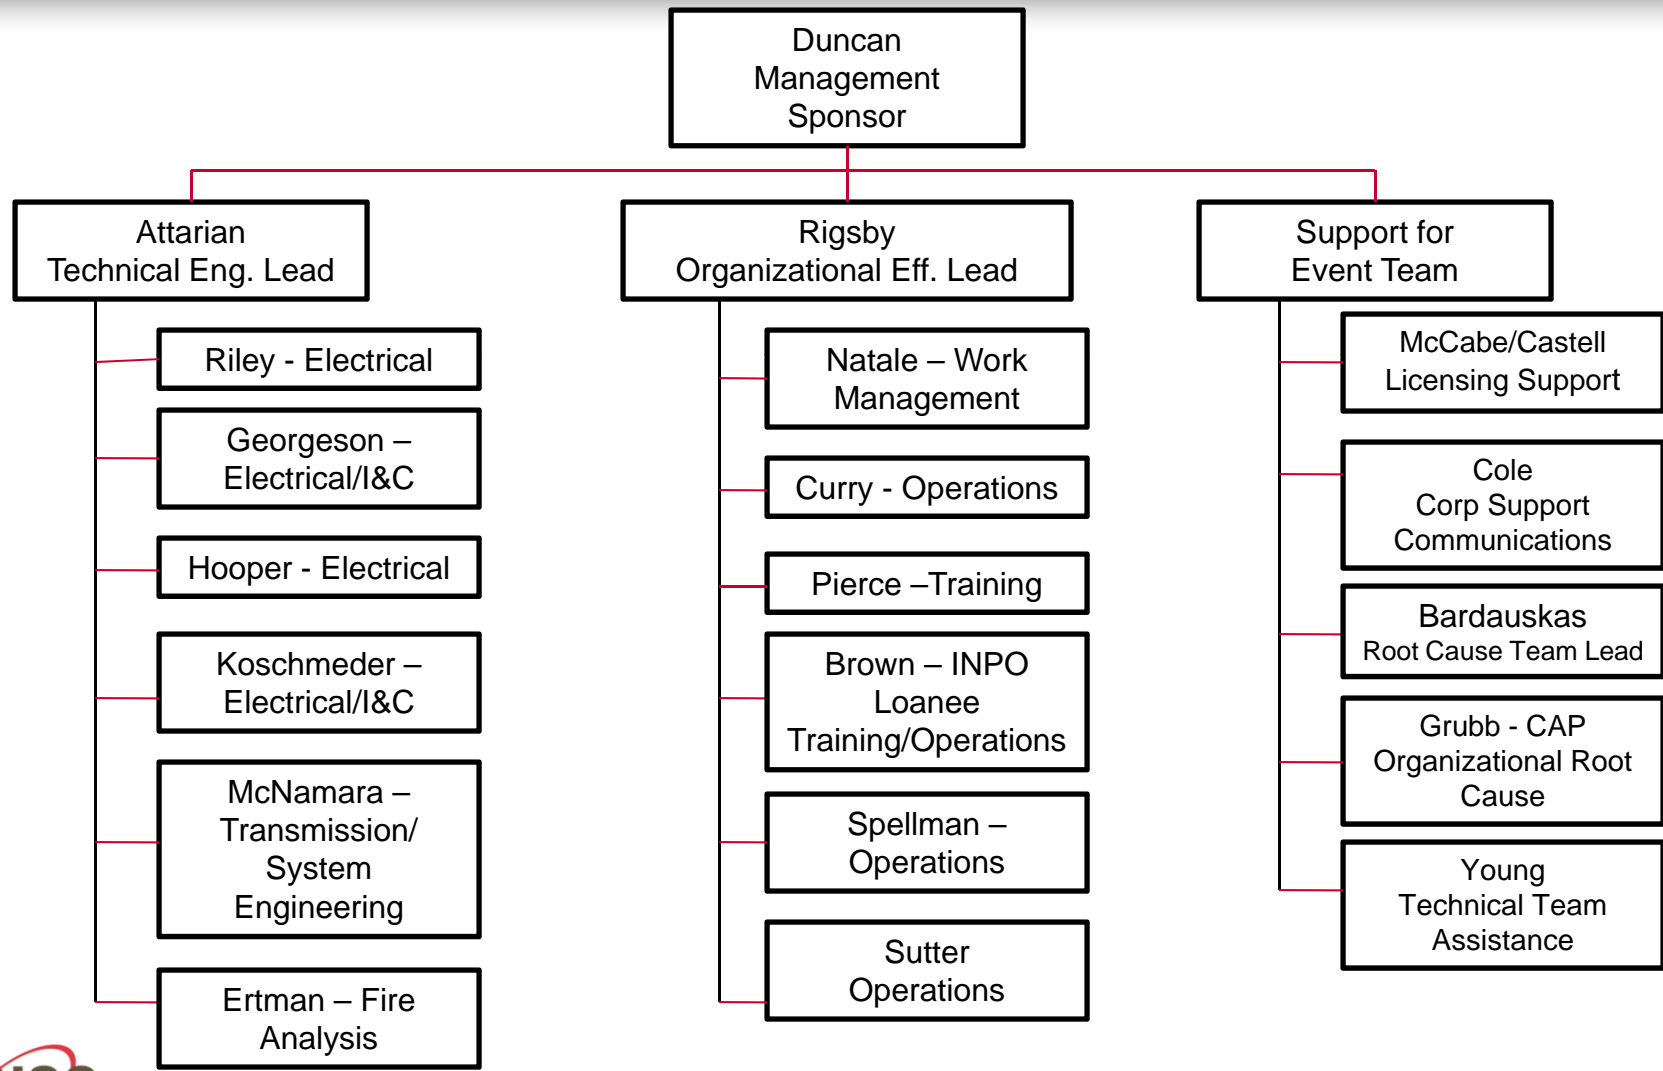 Duncan
Management
Sponsor
Attarian
Technical Eng. Lead
Rigsby
Organizational Eff. Lead
Support for
Event Team
Riley - Electrical
Georgeson –
Electrical/I&C
Hooper - Electrical
Koschmeder –
Electrical/I&C
McNamara –
Transmission/
System
Engineering
Ertman – Fire
Analysis
Natale – Work
Management
Curry - Operations
Pierce –Training
Brown – INPO
Loanee
Training/Operations
Spellman –
Operations
Sutter
Operations
McCabe/Castell
Licensing Support
Cole
Corp Support
Communications
Bardauskas
Root Cause Team Lead
Grubb - CAP
Organizational Root
Cause
Young
Technical Team
Assistance